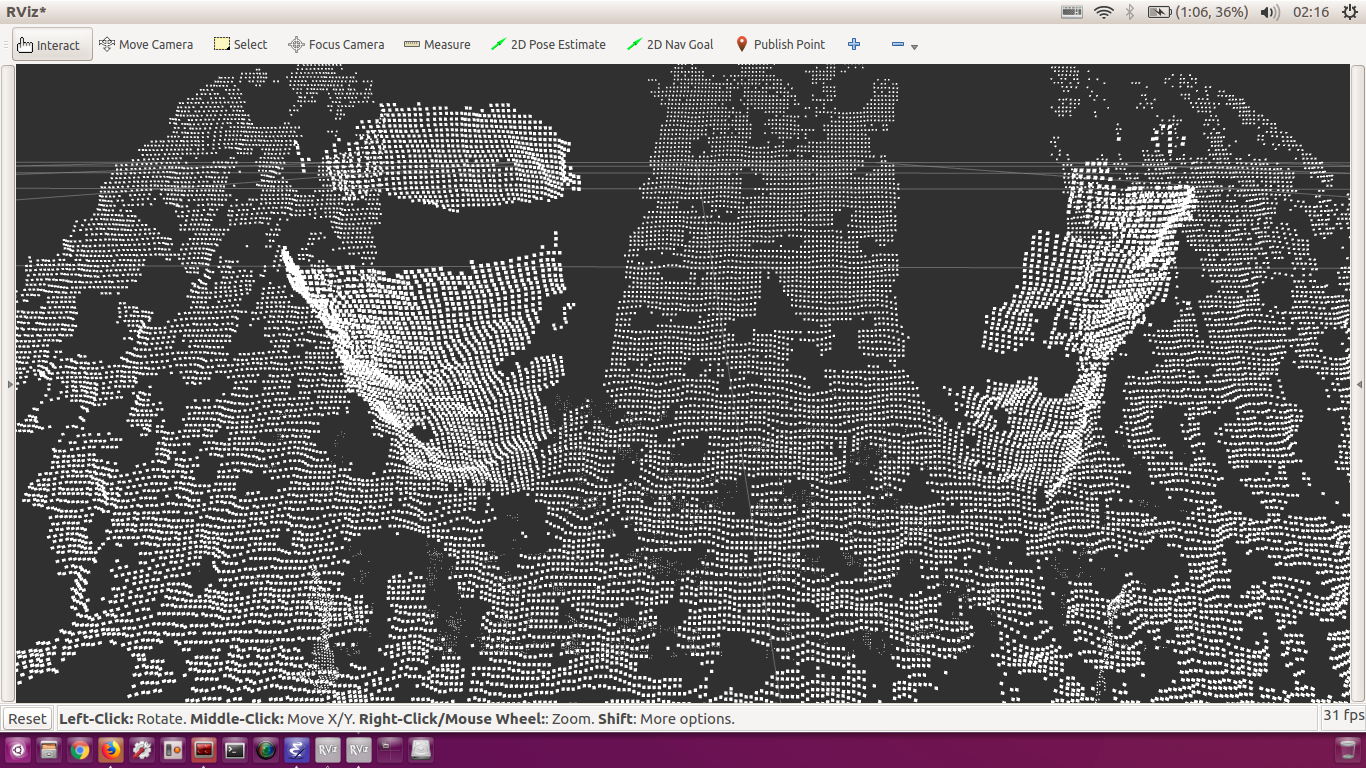 RViz*
(1:06, 36%)
02:16
Interact
Move Camera
Select
Focus Camera
Measure
2D Pose Estimate
2D Nav Goal
Publish Point
Reset
Left-Click: Rotate. Middle-Click: Move X/Y. Right-Click/Mouse Wheel:: Zoom. Shift: More options.
31 fps
RViz
RViz